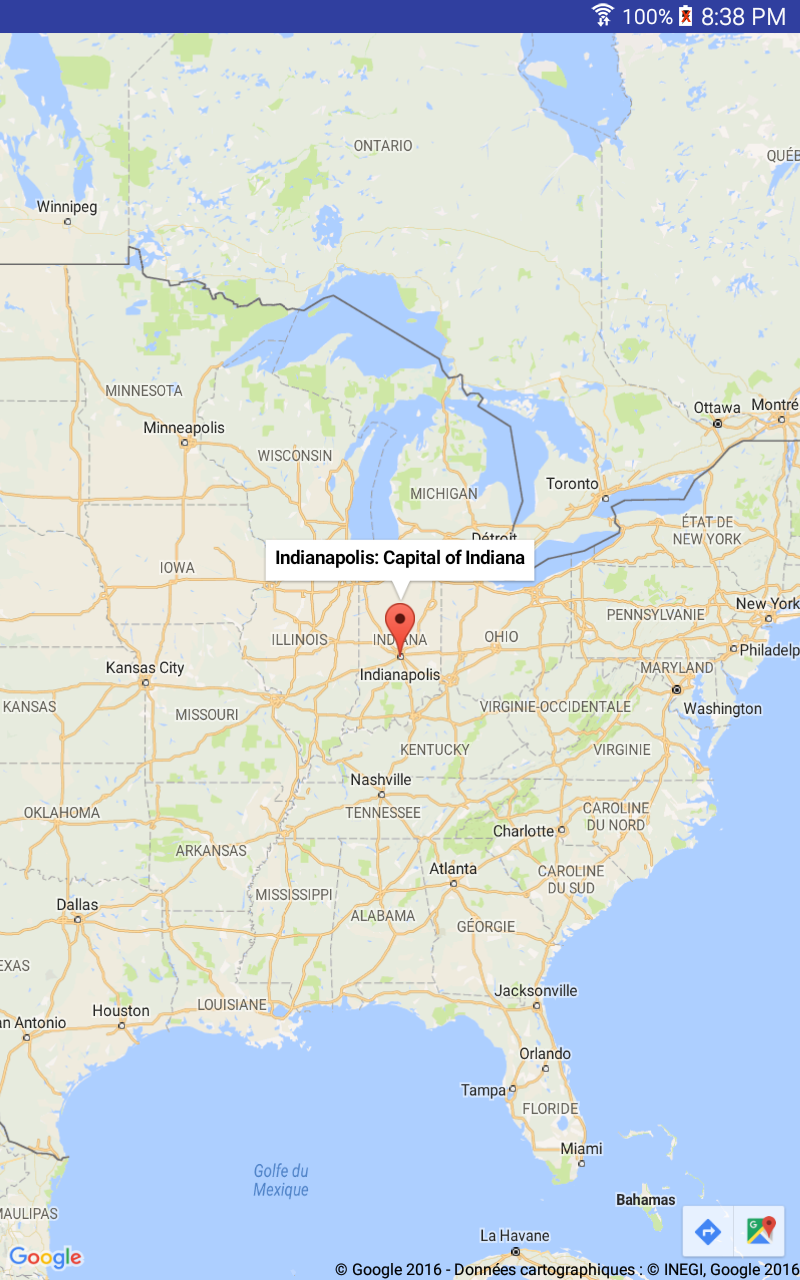 100% 8:38 PM
ONTARIO
QUÉB
Winnipeg
MINNESOTA
Ottawa
Montré
Minneapolis
WISCONSIN
Toronto
MICHIGAN
Détroit
ÉTAT DE
NEW YORK
Indianapolis: Capital of Indiana
IOWA
New York
PENNSYLVANIE
ILLINOIS
INDIANA
OHIO
Philadelp
Kansas City
Indianapolis
MARYLAND
KANSAS
MISSOURI
VIRGINIE-OCCIDENTALE
Washington
KENTUCKY
VIRGINIE
Nashville
OKLAHOMA
TENNESSEE
CAROLINE
DU NORD
Charlotte
ARKANSAS
Atlanta
CAROLINE
DU SUD
MISSISSIPPI
Dallas
ALABAMA
GÉORGIE
EXAS
Jacksonville
LOUISIANE
Houston
an Antonio
Orlando
Tampa
FLORIDE
Miami
Golfe du
Mexique
Bahamas
MAULIPAS
La Havane
G
Google
© Google 2016 - Données cartographiques : © INEGI, Google 2016